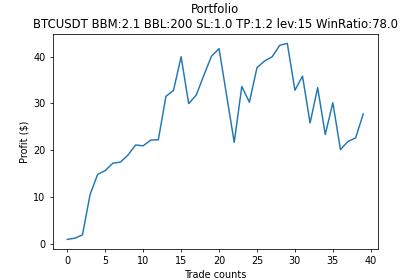 Portfolio
BTCUSDT BBM:2.1 BBL:200 SL:1.0 TP:1.2 lev:15 WinRatio:78.0
40
30
20
10
0
Profit ($)
0 5 10 15 20 25 30 35 40
Trade counts